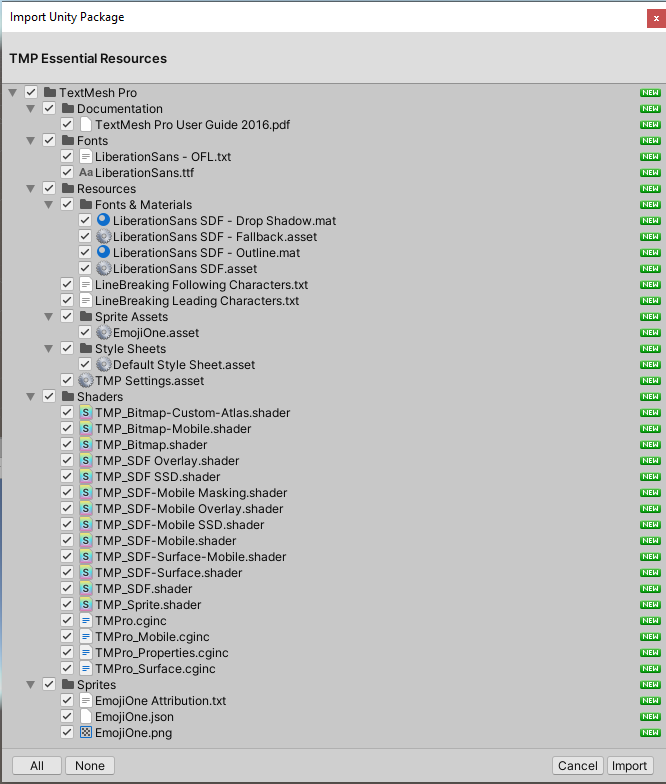 Import Unity Package
x
TMP Essential Resources
TextMesh Pro NEW
Documentation NEW
TextMesh Pro User Guide 2016.pdf NEW
Fonts NEW
LiberationSans - OFL.txt NEW
Aa LiberationSans.ttf NEW
Resources NEW
Fonts & Materials NEW
LiberationSans SDF - Drop Shadow.mat NEW
LiberationSans SDF - Fallback.asset NEW
LiberationSans SDF - Outline.mat NEW
LiberationSans SDF.asset NEW
LineBreaking Following Characters.txt NEW
LineBreaking Leading Characters.txt NEW
Sprite Assets NEW
EmojiOne.asset NEW
Style Sheets NEW
Default Style Sheet.asset NEW
TMP Settings.asset NEW
Shaders NEW
S TMP_Bitmap-Custom-Atlas.shader NEW
S TMP_Bitmap-Mobile.shader NEW
S TMP_Bitmap.shader NEW
S TMP_SDF Overlay.shader NEW
S TMP_SDF SSD.shader NEW
S TMP_SDF-Mobile Masking.shader NEW
S TMP_SDF-Mobile Overlay.shader NEW
S TMP_SDF-Mobile SSD.shader NEW
S TMP_SDF-Mobile.shader NEW
S TMP_SDF-Surface-Mobile.shader NEW
S TMP_SDF-Surface.shader NEW
S TMP_SDF.shader NEW
S TMP_Sprite.shader NEW
TMPro.cginc NEW
TMPro_Mobile.cginc NEW
TMPro_Properties.cginc NEW
TMPro_Surface.cginc NEW
Sprites NEW
EmojiOne Attribution.txt NEW
EmojiOne.json NEW
EmojiOne.png NEW
All None Cancel Import